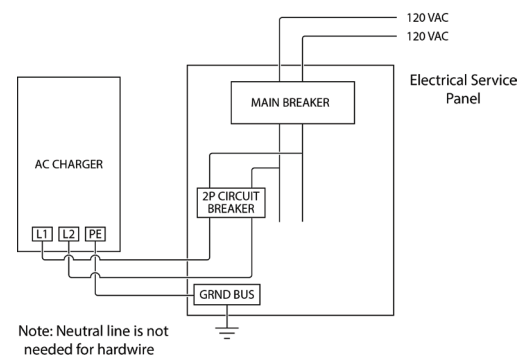 120 VAC
120 VAC
Electrical Service
Panel
MAIN BREAKER
AC CHARGER
2P CIRCUIT
BREAKER
L1 L2 PE
GRND BUS
Note: Neutral line is not
needed for hardwire